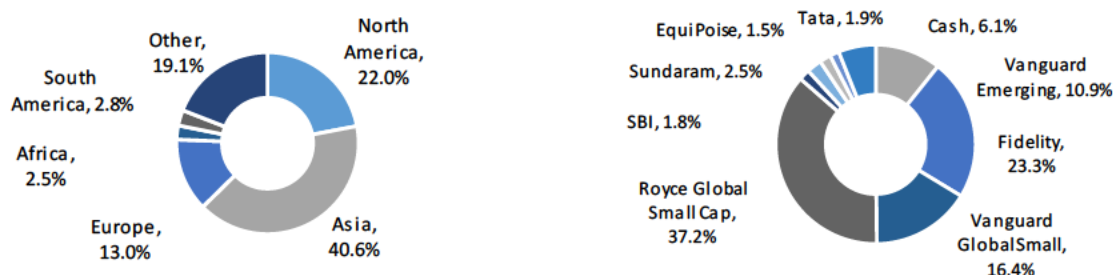 North
America,
22.0%
Asia,
40.6%
Europe,
13.0%
Africa,
2.5%
South
America, 2.8%
Other,
19.1%
Cash, 6.1%
Vanguard
Emerging, 10.9%
Fidelity,
23.3%
Vanguard
GlobalSmall,
16.4%
Royce Global
Small Cap,
37.2%
SBI, 1.8%
Sundaram, 2.5%
EquiPoise, 1.5%
Tata, 1.9%